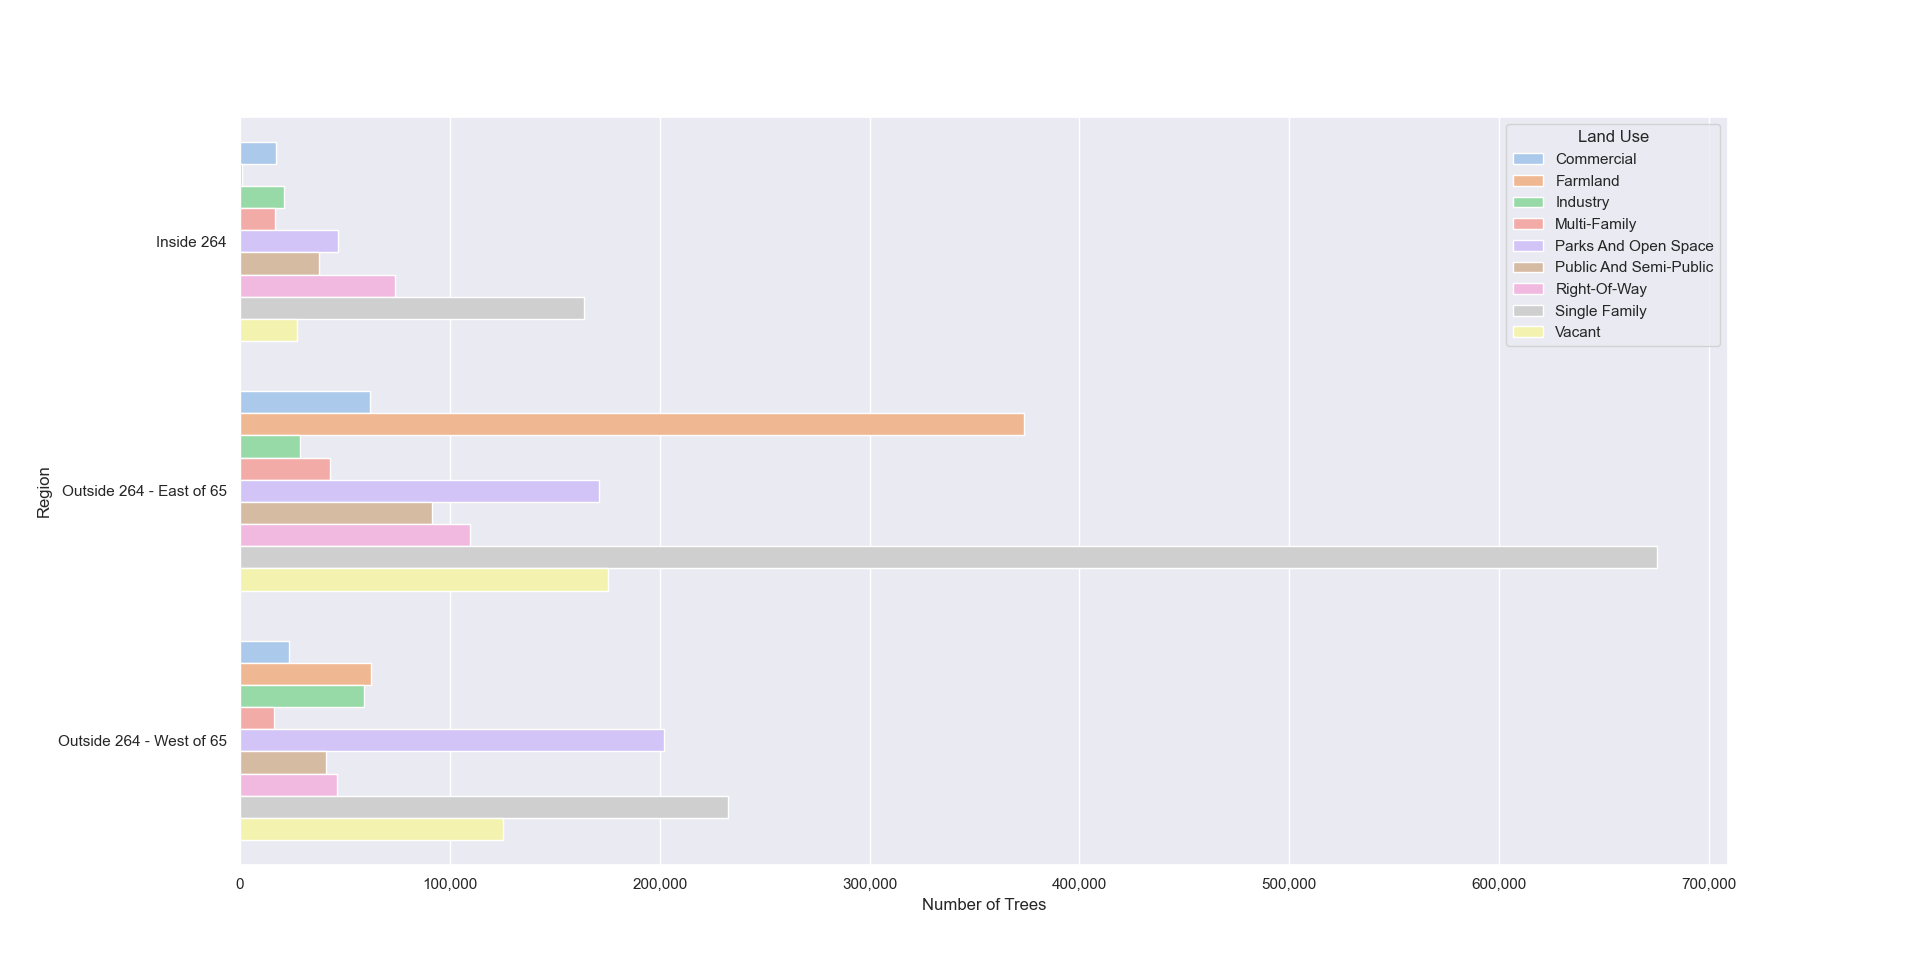 Land Use
Commercial
Farmland
Industry
Multi-Family
Parks And Open Space
Public And Semi-Public
Right-Of-Way
Single Family
Vacant
Region
Inside 264
Outside 264 - East of 65
Outside 264 - West of 65
0 100,000 200,000 300,000 400,000 500,000 600,000 700,000
Number of Trees